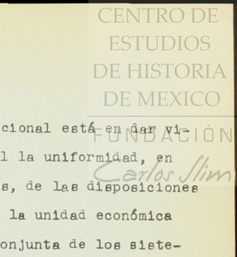 CENTRO DE
ESTUDIOS
DE HISTORIA
DE MEXICO
cional está en dar vi-
FUNDACIÓN
l la uniformidad, en
Carlos Slim
s, de las disposiciones
la unidad económica
onjunta de los siste-